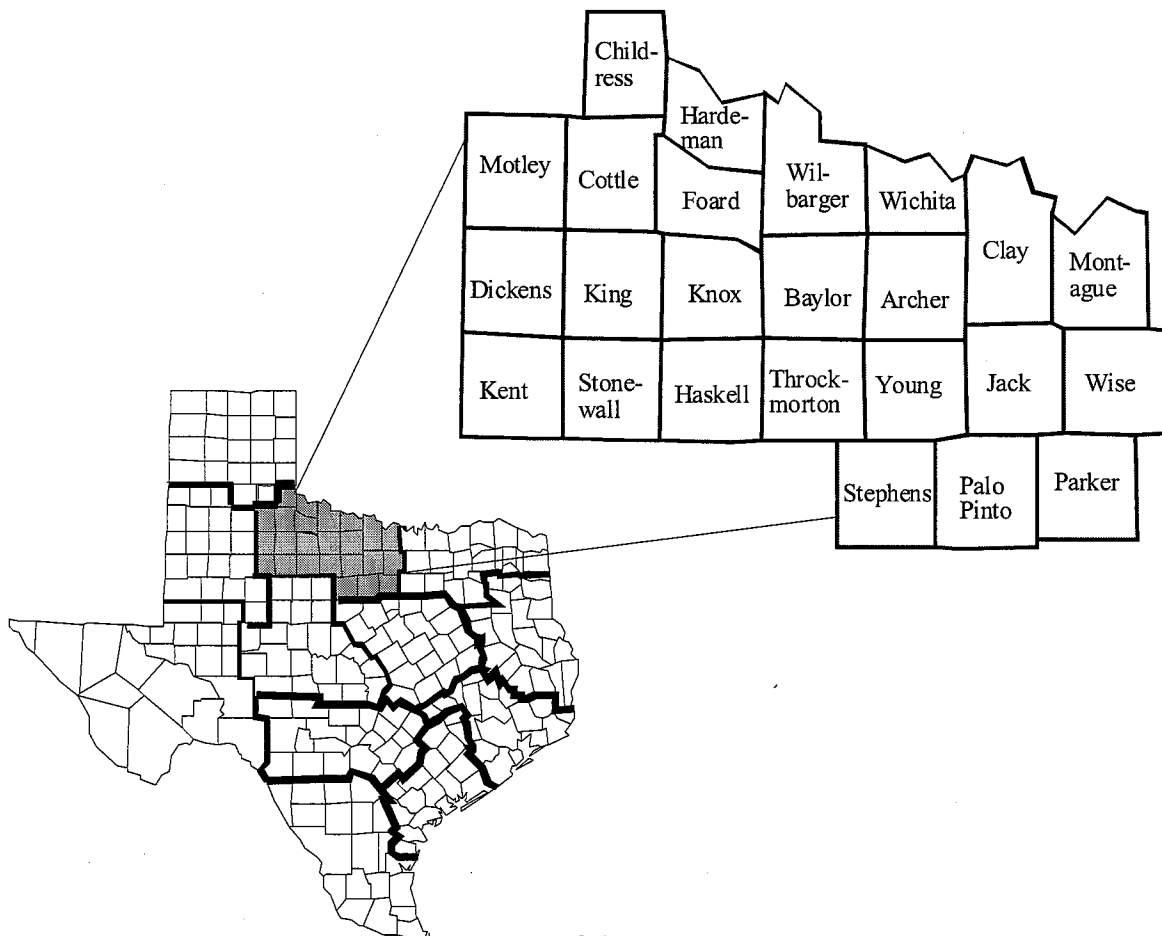 Child-
ress
Harde-
man
Motley
Cottle
Foard
Wil-
barger
Wichita
Clay
Mont-
ague
Dickens
King
Knox
Baylor
Archer
Kent
Stone-
wall
Haskell
Throck-
morton
Young
Jack
Wise
Stephens
Palo
Pinto
Parker